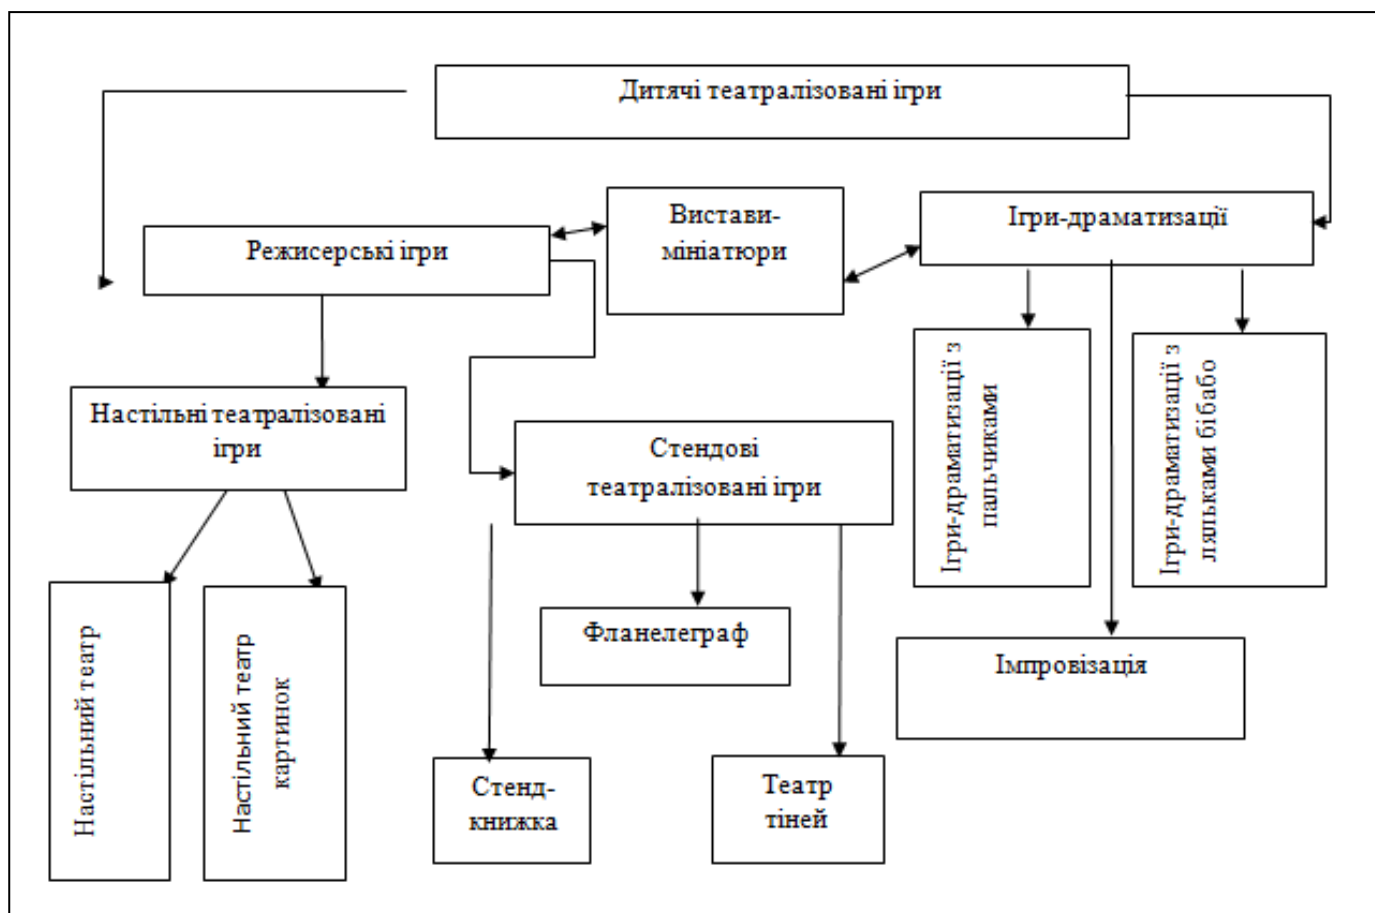 Дитячі театралізовані ігри
Вистави-
мініатюри
Ігри-драматизації
Режисерські ігри
Настільні театралізовані
ігри
Стендові
театралізовані ігри
Ігри-драматизації з
пальчиками
Ігри-драматизації з
ляльками бібабо
Настільний театр
Настільний театр
картинок
Фланелеграф
Імпровізація
Стенд-
книжка
Театр
тіней